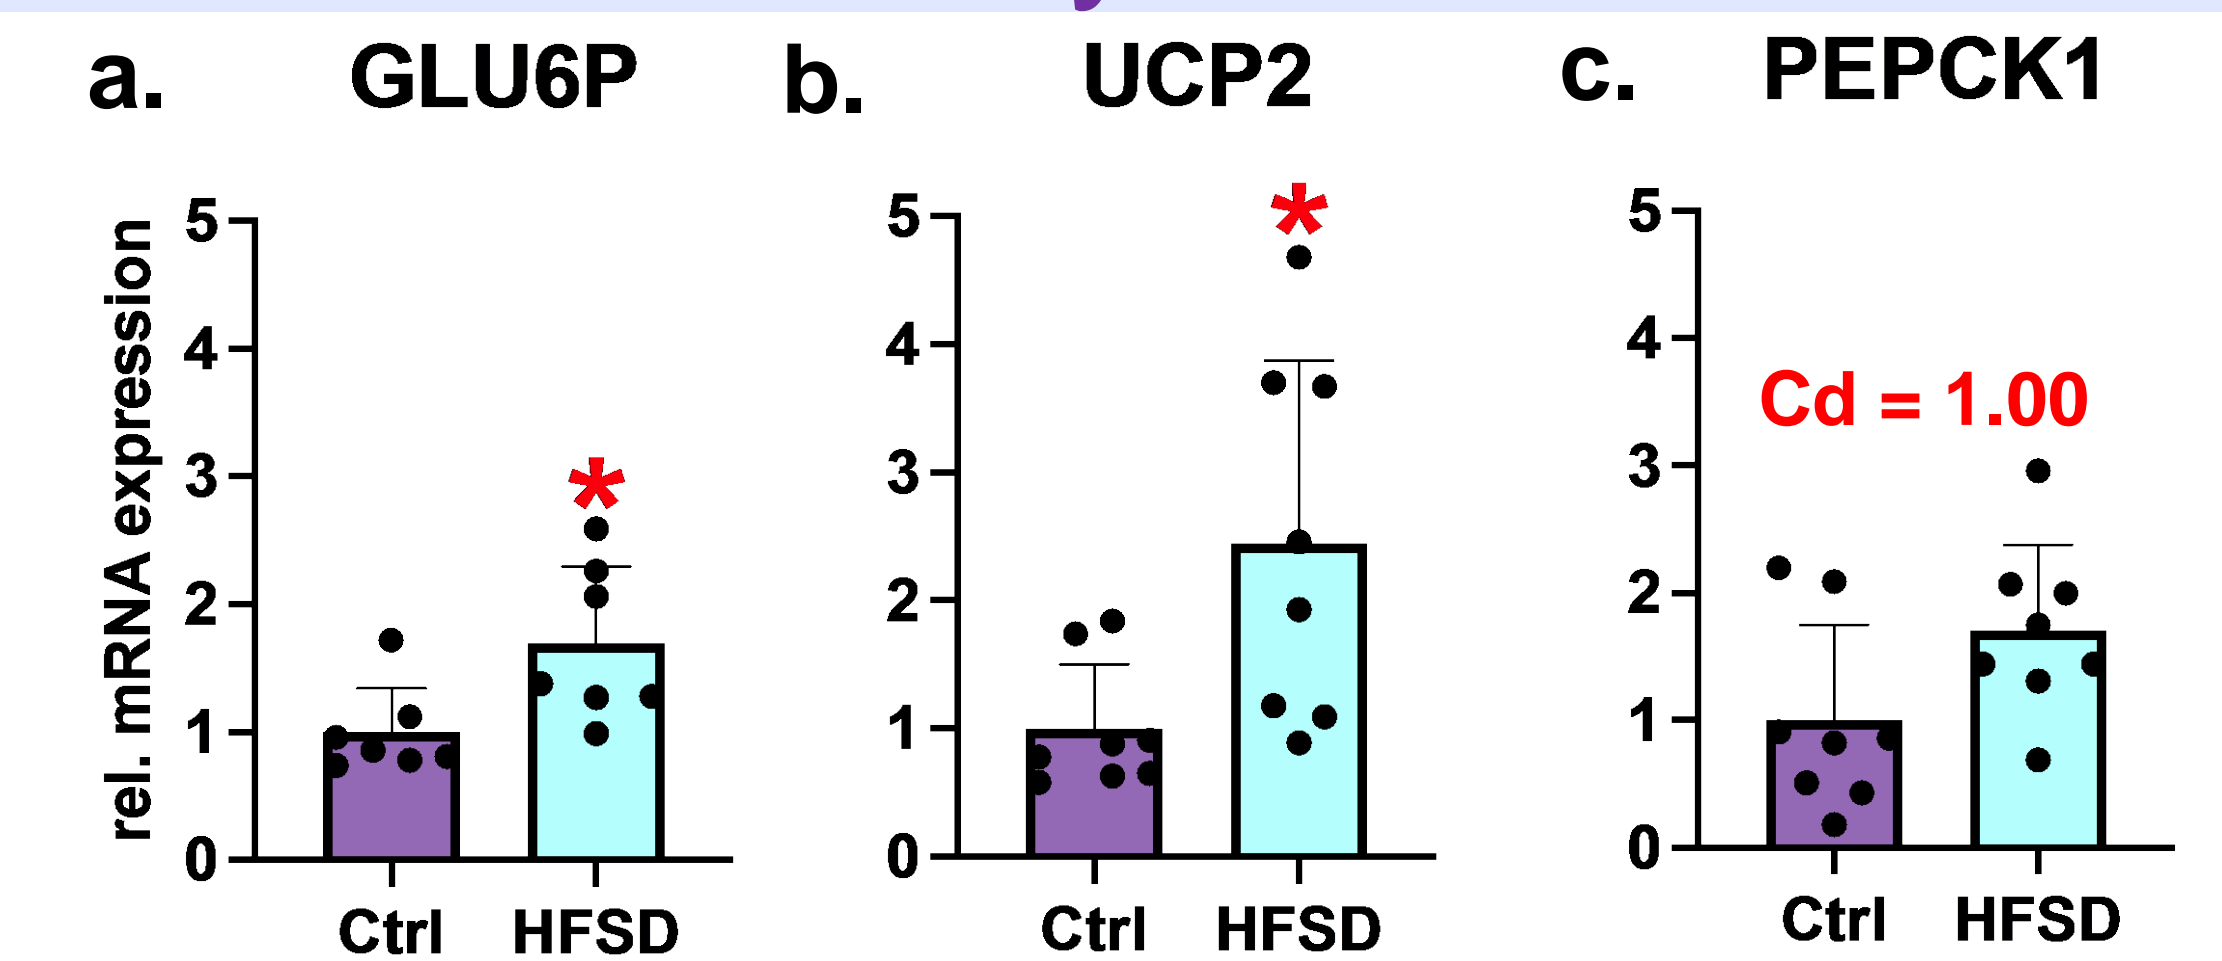 a. GLU6P
rel. mRNA expression
5
4
3
2
1
0
*
Ctrl HFSD
b. UCP2
5
4
3
2
1
0
*
Ctrl HFSD
c. PEPCK1
5
4
3
2
1
0
Cd = 1.00
Ctrl HFSD